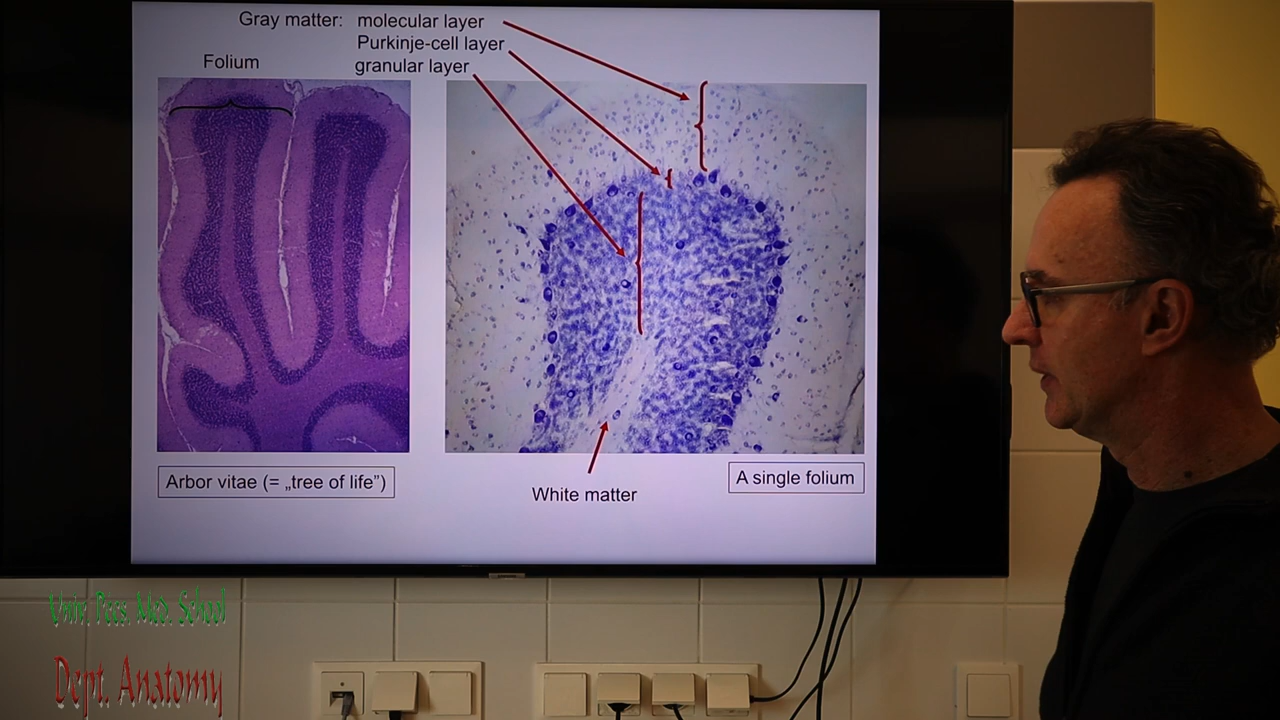 Gray matter: molecular layer
Purkinje-cell layer
granular layer
Folium
Arbor vitae (= „tree of life”)
A single folium
White matter
Univ. Pécs. Med. School
Dept. Anatomy